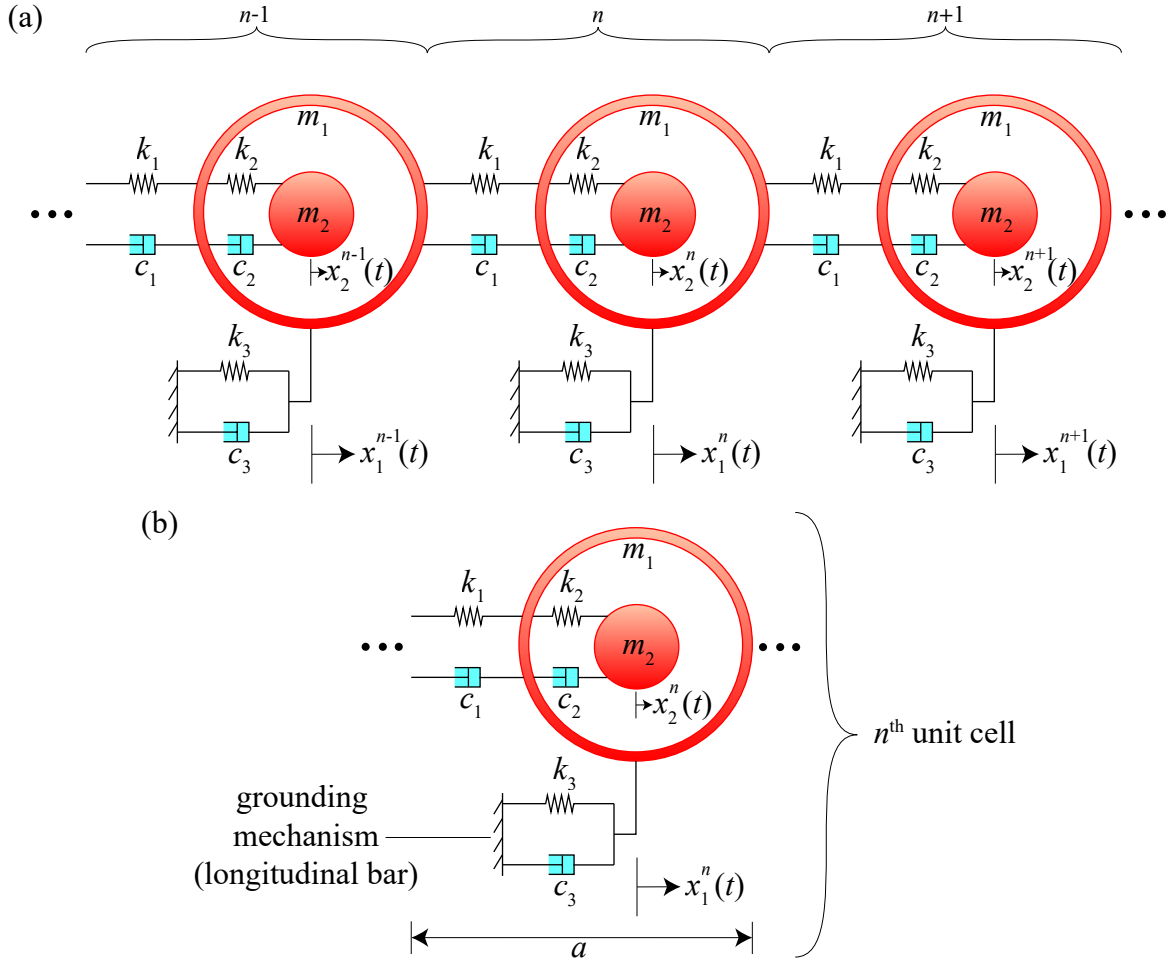 (a)
n-1 n n+1
m₁ m₁ m₁
k₁ k₂ k₁ k₂ k₁ k₂
••• m₂ m₂ m₂ •••
c₁ c₂ x₂ⁿ⁻¹(t) c₁ c₂ x₂ⁿ(t) c₁ c₂ x₂ⁿ⁺¹(t)
k₃ k₃ k₃
c₃ x₁ⁿ⁻¹(t) c₃ x₁ⁿ(t) c₃ x₁ⁿ⁺¹(t)
(b)
m₁
k₁ k₂
••• m₂ •••
c₁ c₂ x₂ⁿ(t)
nᵗʰ unit cell
k₃
grounding
mechanism
(longitudinal bar)
c₃ x₁ⁿ(t)
a